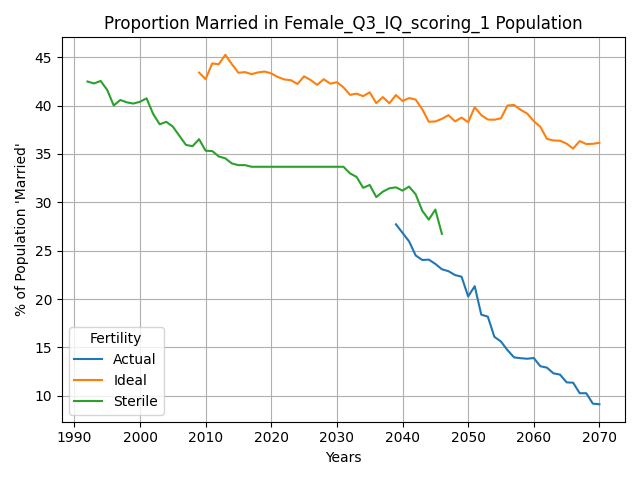 Proportion Married in Female_Q3_IQ_scoring_1 Population
% of Population 'Married'
45
40
35
30
25
20
15
10
Fertility
Actual
Ideal
Sterile
1990 2000 2010 2020 2030 2040 2050 2060 2070
Years